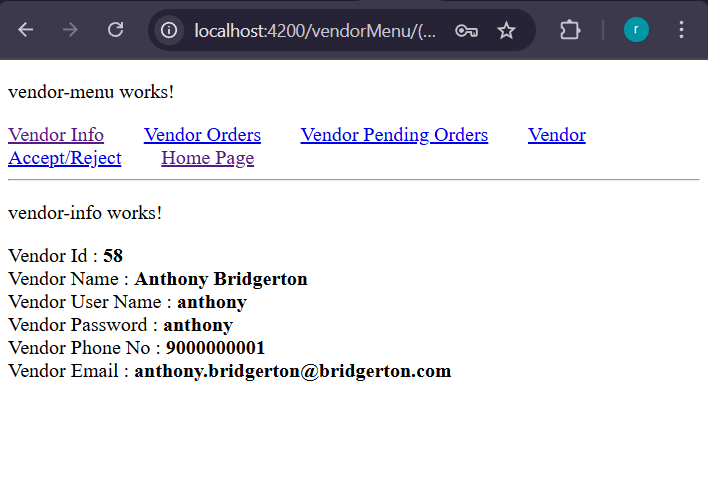 localhost:4200/vendorMenu/(...
r
vendor-menu works!
Vendor Info Vendor Orders Vendor Pending Orders Vendor
Accept/Reject Home Page
vendor-info works!
Vendor Id : 58
Vendor Name : Anthony Bridgerton
Vendor User Name : anthony
Vendor Password : anthony
Vendor Phone No : 9000000001
Vendor Email : anthony.bridgerton@bridgerton.com